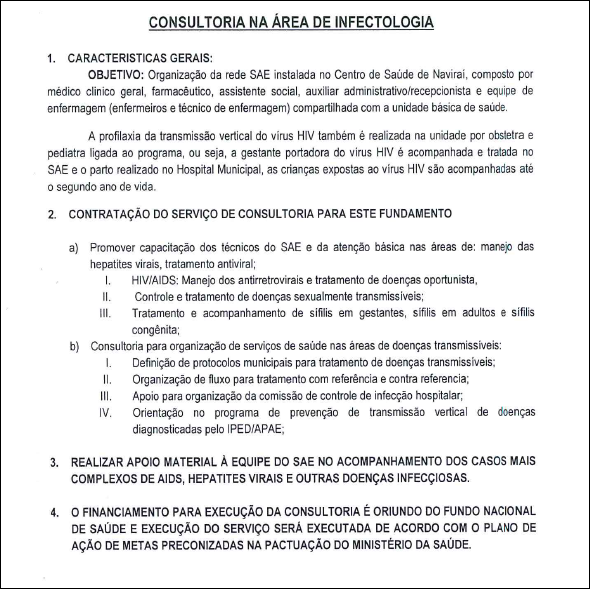 CONSULTORIA NA ÁREA DE INFECTOLOGIA
1. CARACTERISTICAS GERAIS:
OBJETIVO: Organização da rede SAE instalada no Centro de Saúde de Naviraí, composto por
médico clinico geral, farmacêutico, assistente social, auxiliar administrativo/recepcionista e equipe de
enfermagem (enfermeiros e técnico de enfermagem) compartilhada com a unidade básica de saúde.
A profilaxia da transmissão vertical do vírus HIV também é realizada na unidade por obstetra e
pediatra ligada ao programa, ou seja, a gestante portadora do vírus HIV é acompanhada e tratada no
SAE e o parto realizado no Hospital Municipal, as crianças expostas ao vírus HIV são acompanhadas até
o segundo ano de vida.
2. CONTRATAÇÃO DO SERVIÇO DE CONSULTORIA PARA ESTE FUNDAMENTO
a) Promover capacitação dos técnicos do SAE e da atenção básica nas áreas de: manejo das
hepatites virais, tratamento antiviral;
I. HIV/AIDS: Manejo dos antirretrovirais e tratamento de doenças oportunista,
II. Controle e tratamento de doenças sexualmente transmissíveis;
III. Tratamento e acompanhamento de sífilis em gestantes, sífilis em adultos e sífilis
congênita;
b) Consultoria para organização de serviços de saúde nas áreas de doenças transmissíveis:
I. Definição de protocolos municipais para tratamento de doenças transmissíveis;
II. Organização de fluxo para tratamento com referência e contra referencia;
III. Apoio para organização da comissão de controle de infecção hospitalar;
IV. Orientação no programa de prevenção de transmissão vertical de doenças
diagnosticadas pelo IPED/APAE;
3. REALIZAR APOIO MATERIAL À EQUIPE DO SAE NO ACOMPANHAMENTO DOS CASOS MAIS
COMPLEXOS DE AIDS, HEPATITES VIRAIS E OUTRAS DOENÇAS INFECÇIOSAS.
4. O FINANCIAMENTO PARA EXECUÇÃO DA CONSULTORIA É ORIUNDO DO FUNDO NACIONAL
DE SAÚDE E EXECUÇÃO DO SERVIÇO SERÁ EXECUTADA DE ACORDO COM O PLANO DE
AÇÃO DE METAS PRECONIZADAS NA PACTUAÇÃO DO MINISTÉRIO DA SAÚDE.